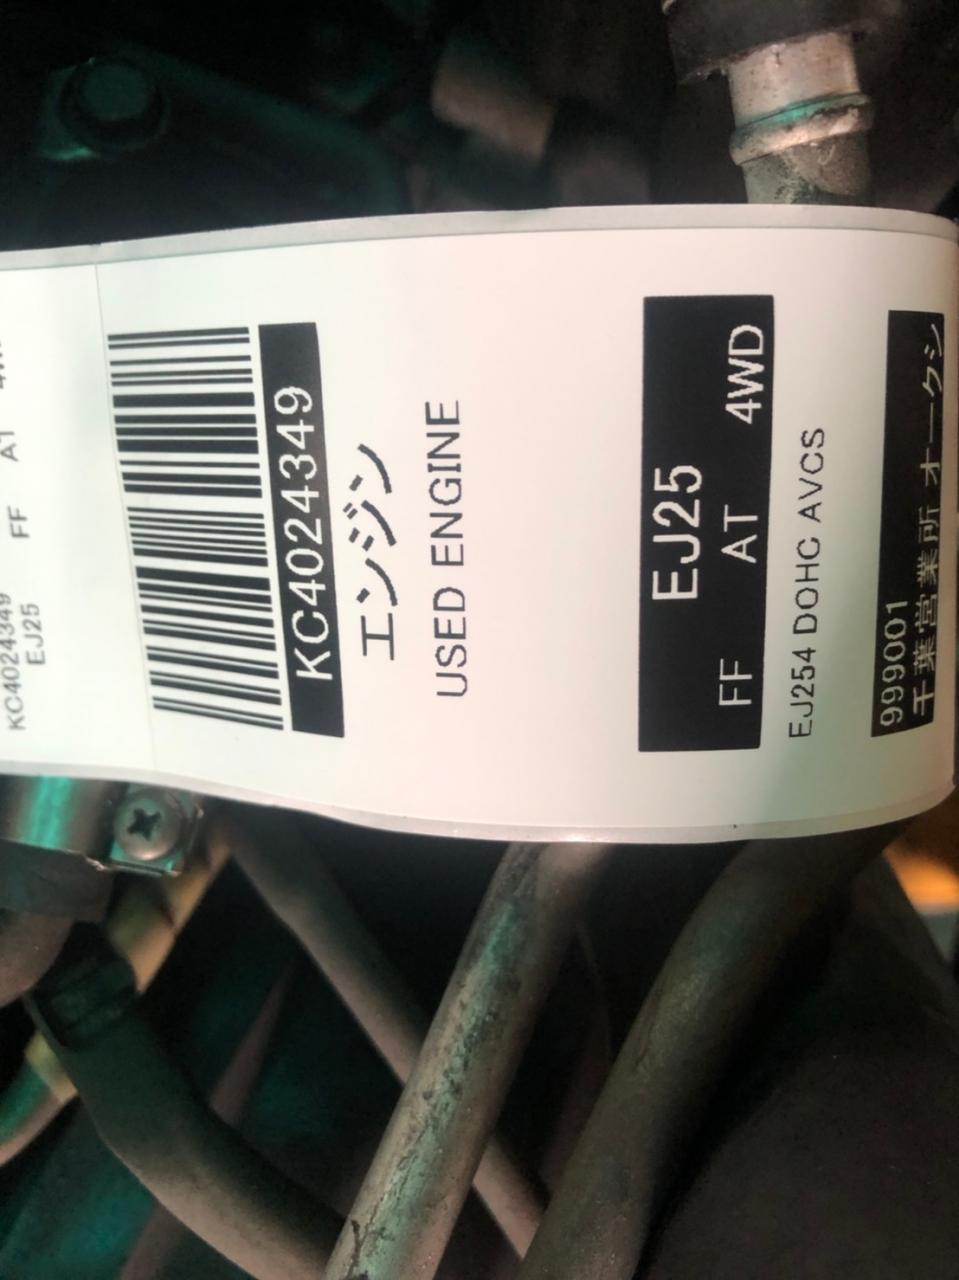 KC4024349
EJ25
FF AT
KC4024349
エンジン
USED ENGINE
EJ25
FF AT 4WD
EJ254 DOHC AVCS
999001
千葉営業所 オークシ